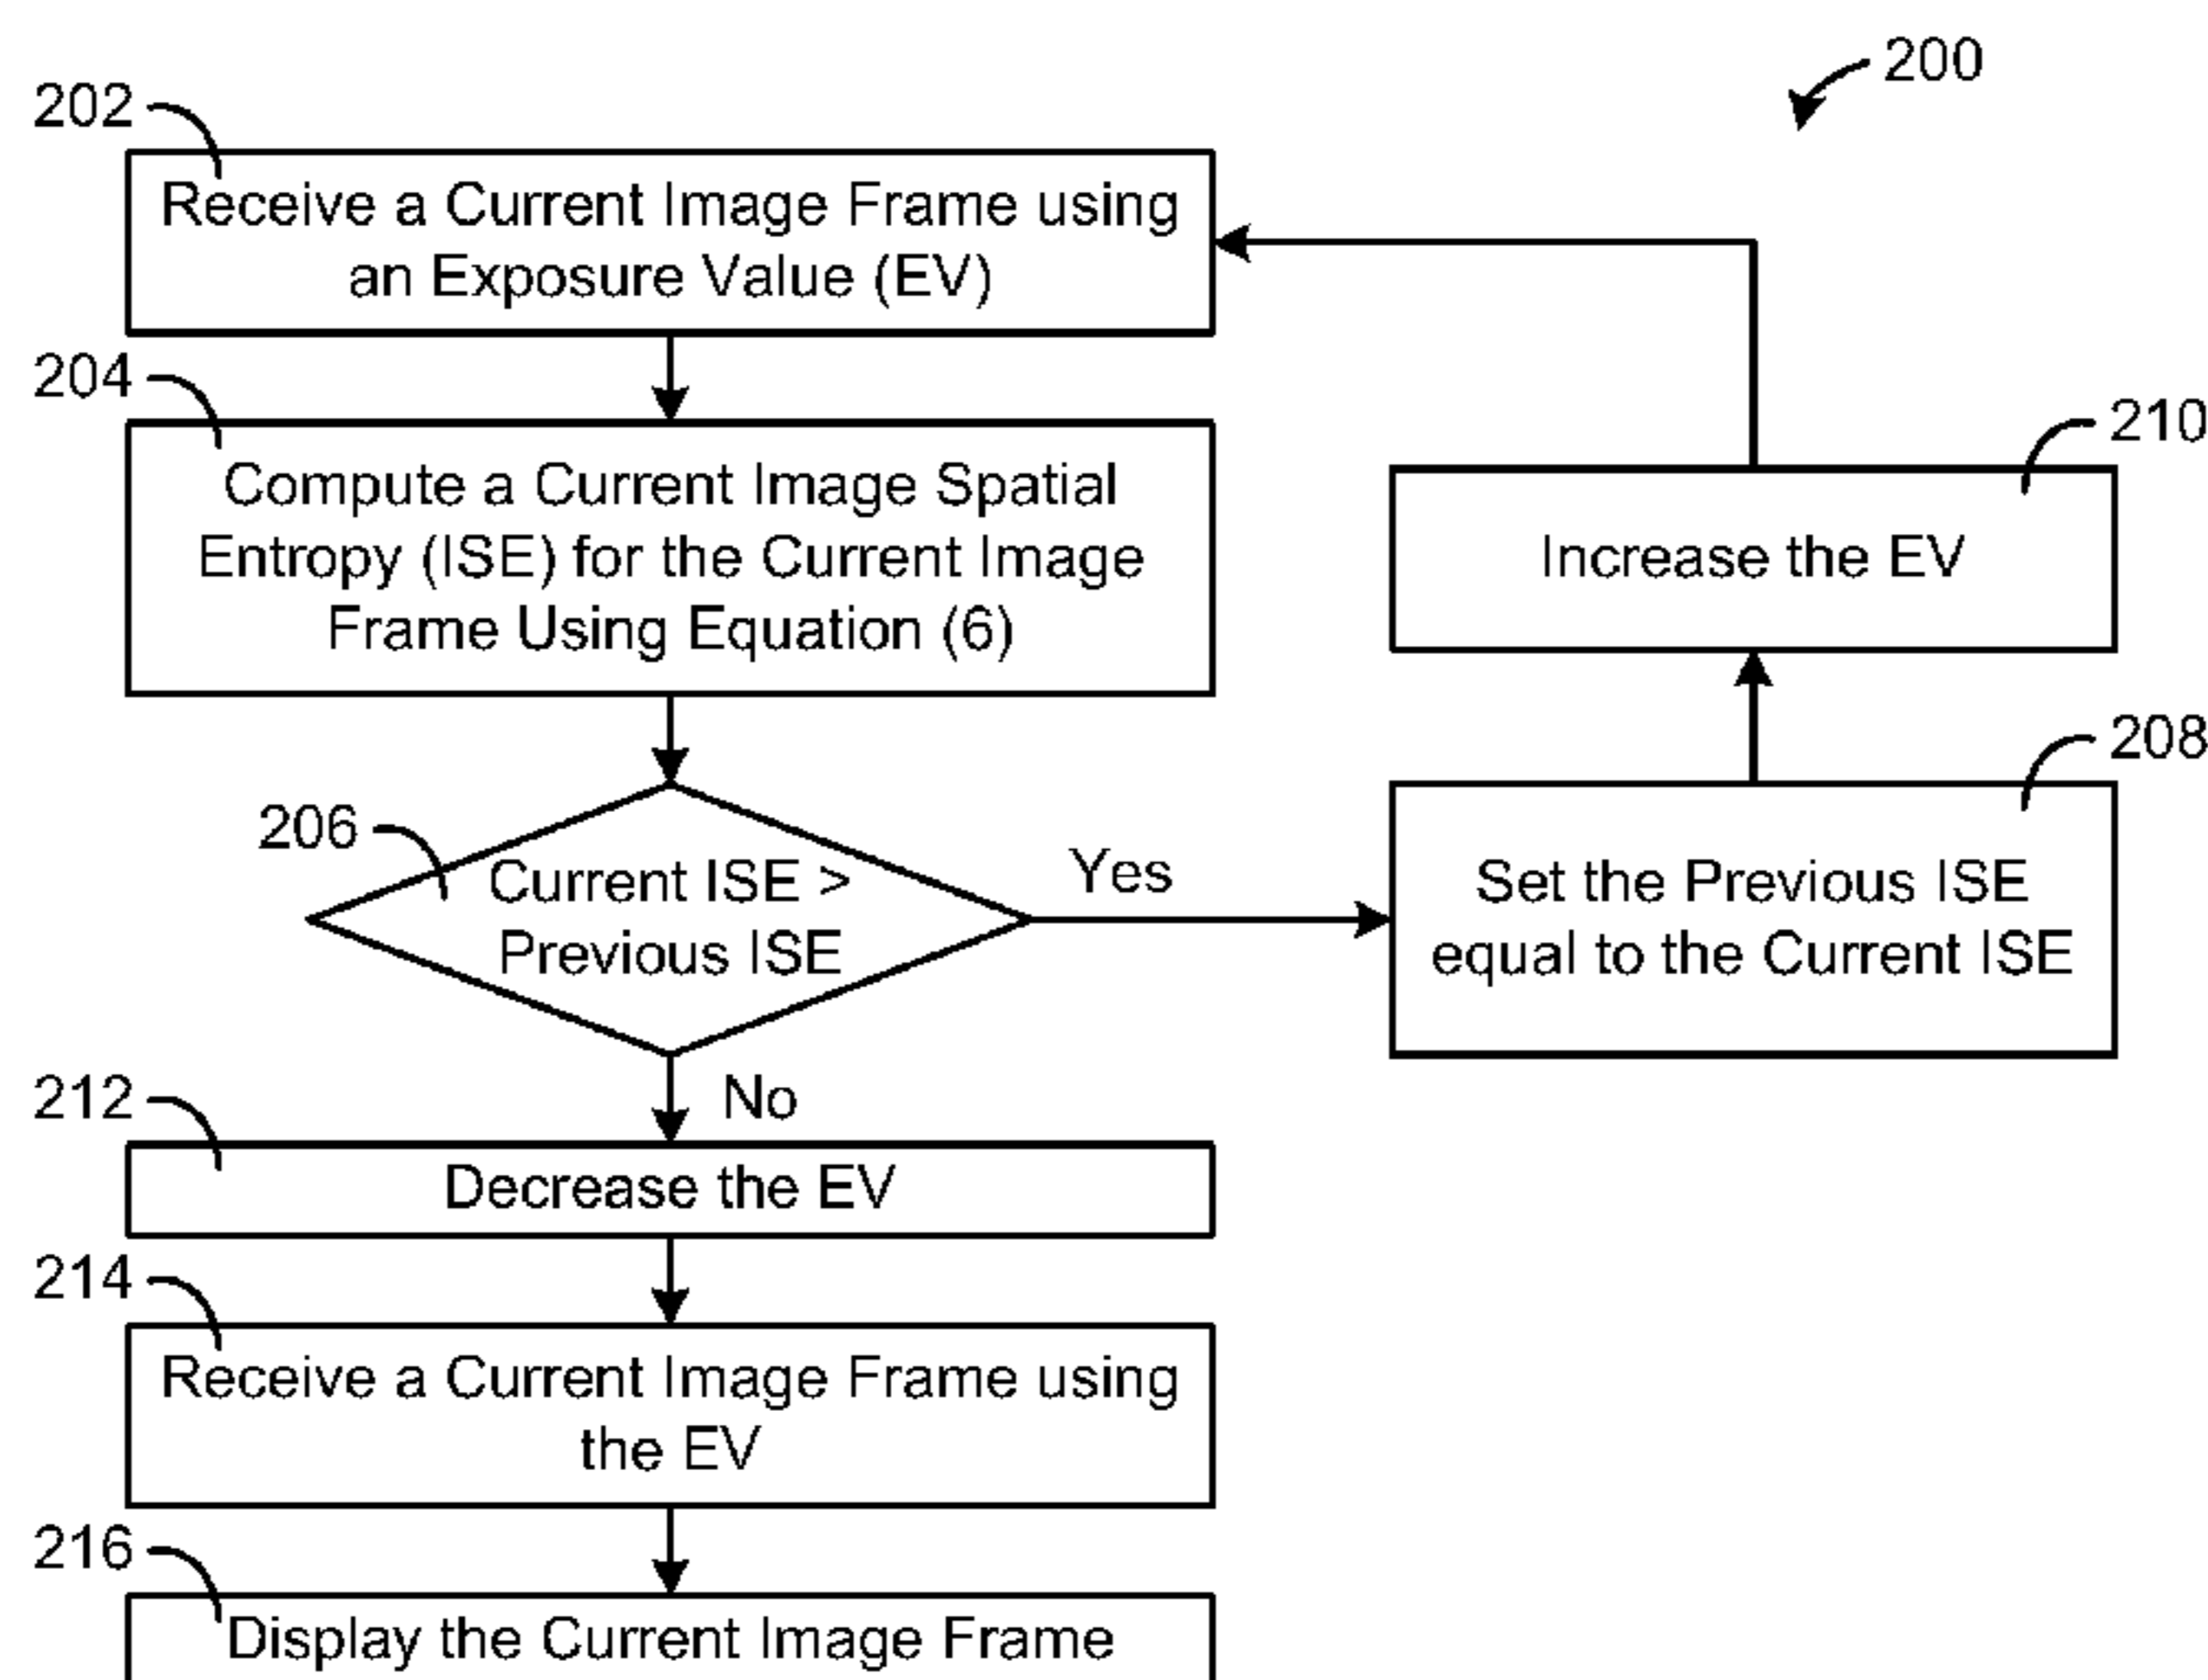 200
202
Receive a Current Image Frame using
an Exposure Value (EV)
204
Compute a Current Image Spatial
Entropy (ISE) for the Current Image
Frame Using Equation (6)
210
Increase the EV
206
Current ISE >
Previous ISE
Yes
208
Set the Previous ISE
equal to the Current ISE
No
212
Decrease the EV
214
Receive a Current Image Frame using
the EV
216
Display the Current Image Frame